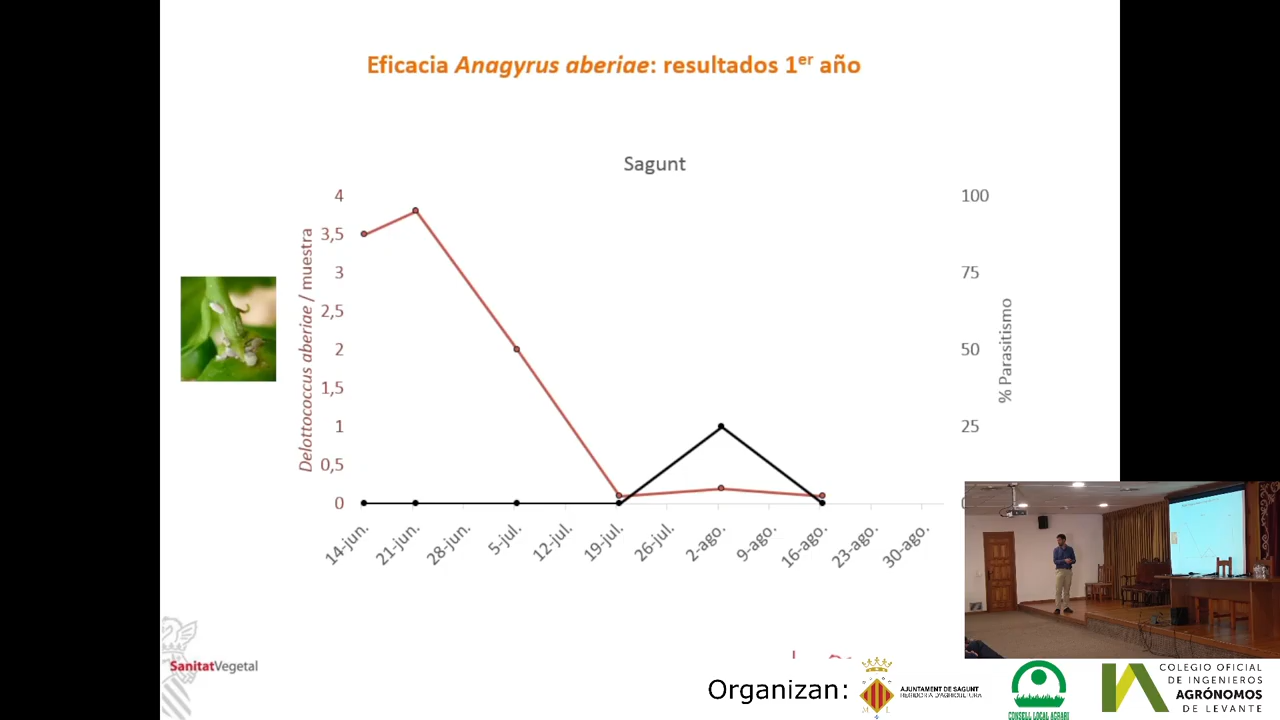 Eficacia Anagyrus aberiae: resultados 1er año
Sagunt
4
3,5
3
2,5
2
1,5
1
0,5
0
Delottococcus aberiae / muestra
100
75
50
25
% Parasitismo
14-jun.
21-jun.
28-jun.
5-jul.
12-jul.
19-jul.
26-jul.
2-ago.
9-ago.
16-ago.
23-ago.
30-ago.
SanitatVegetal
Organizan:
AJUNTAMENT DE SAGUNT
REGIDORIA D'AGRICULTURA
CONSELL LOCAL AGRARI
COLEGIO OFICIAL
DE INGENIEROS
AGRÓNOMOS
DE LEVANTE